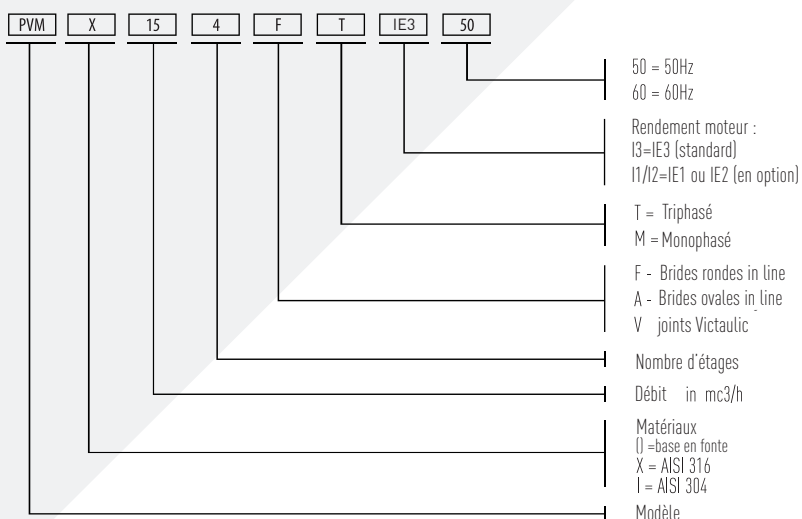 PVM X 15 4 F T IE3 50
50 = 50Hz
60 = 60Hz
Rendement moteur :
I3=IE3 (standard)
I1/I2=IE1 ou IE2 (en option)
T = Triphasé
M = Monophasé
F - Brides rondes in line
A - Brides ovales in line
V joints Victaulic
Nombre d'étages
Débit in mc3/h
Matériaux
() =base en fonte
X = AISI 316
I = AISI 304
Modèle